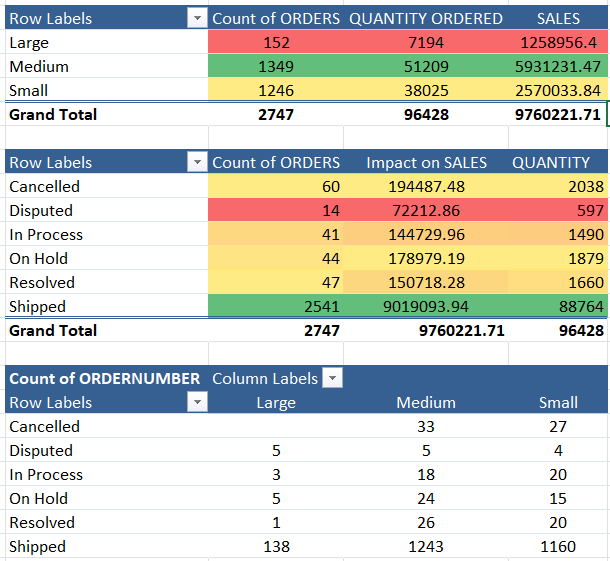 Row Labels Count of ORDERS QUANTITY ORDERED SALES
Large 152 7194 1258956.4
Medium 1349 51209 5931231.47
Small 1246 38025 2570033.84
Grand Total 2747 96428 9760221.71
Row Labels Count of ORDERS Impact on SALES QUANTITY
Cancelled 60 194487.48 2038
Disputed 14 72212.86 597
In Process 41 144729.96 1490
On Hold 44 178979.19 1879
Resolved 47 150718.28 1660
Shipped 2541 9019093.94 88764
Grand Total 2747 9760221.71 96428
Count of ORDERNUMBER Column Labels
Row Labels Large Medium Small
Cancelled 33 27
Disputed 5 5 4
In Process 3 18 20
On Hold 5 24 15
Resolved 1 26 20
Shipped 138 1243 1160